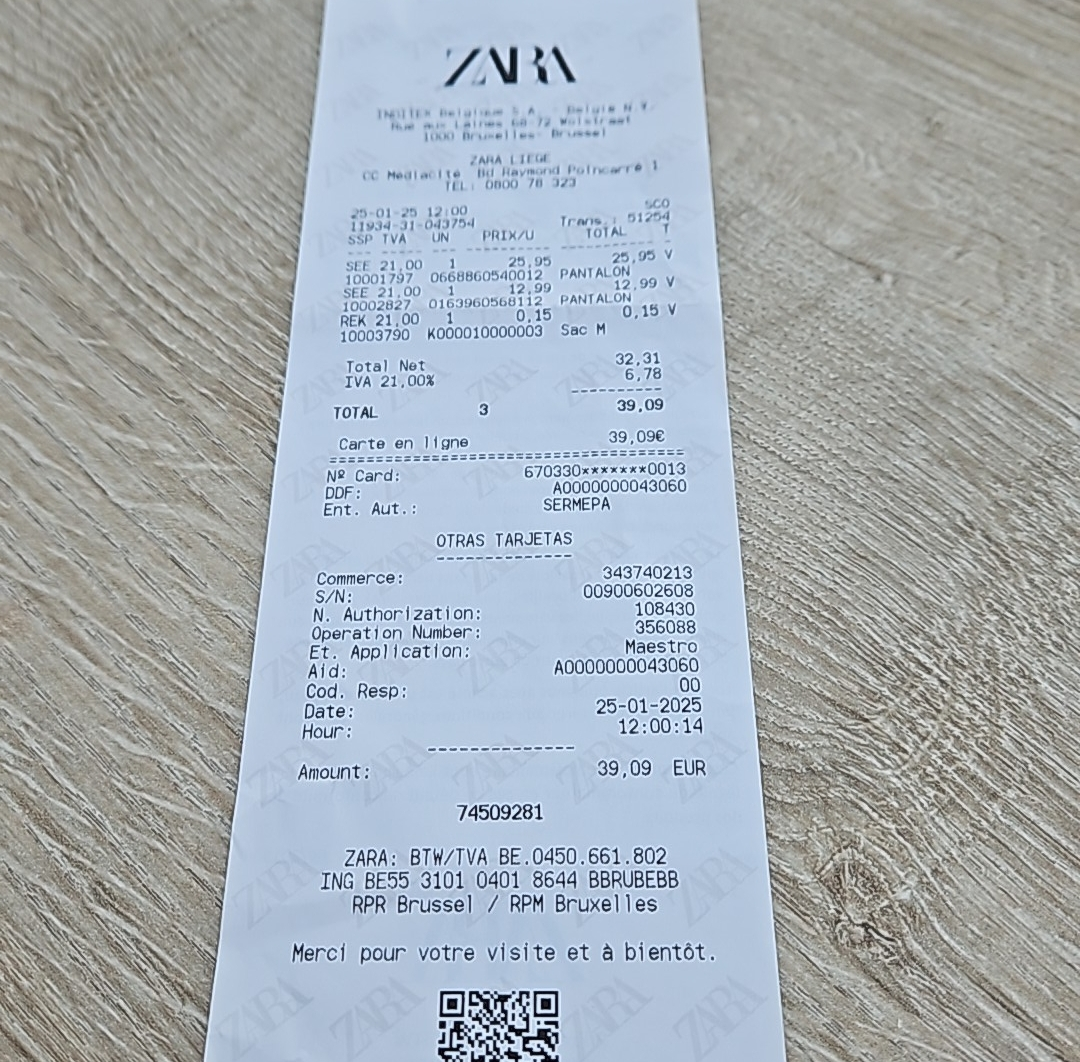 ZARA
INDITEX Belgique S.A. - Belgie N.V.
Rue aux Laines 68-72 Wolstraat
1000 Bruxelles- Brussel
ZARA LIEGE
CC Mediacité Bd Raymond Poincarré 1
TEL: 0800 78 323
25-01-25 12:00 SCO
11934-31-043754 Trans.: 51254
SSP TVA UN PRIX/U TOTAL T
SEE 21,00 1 25,95 25,95 V
10001797 0668860540012 PANTALON
SEE 21,00 1 12,99 12,99 V
10002827 0163960568112 PANTALON
REK 21,00 1 0,15 0,15 V
10003790 K000010000003 Sac M
Total Net 32,31
IVA 21,00% 6,78
TOTAL 3 39,09
Carte en ligne 39,09€
Nº Card: 670330*******0013
DDF: A0000000043060
Ent. Aut.: SERMEPA
OTRAS TARJETAS
Commerce: 343740213
S/N: 00900602608
N. Authorization: 108430
Operation Number: 356088
Et. Application: Maestro
Aid: A0000000043060
Cod. Resp: 00
Date: 25-01-2025
Hour: 12:00:14
Amount: 39,09 EUR
74509281
ZARA: BTW/TVA BE.0450.661.802
ING BE55 3101 0401 8644 BBRUBEBB
RPR Brussel / RPM Bruxelles
Merci pour votre visite et à bientôt.